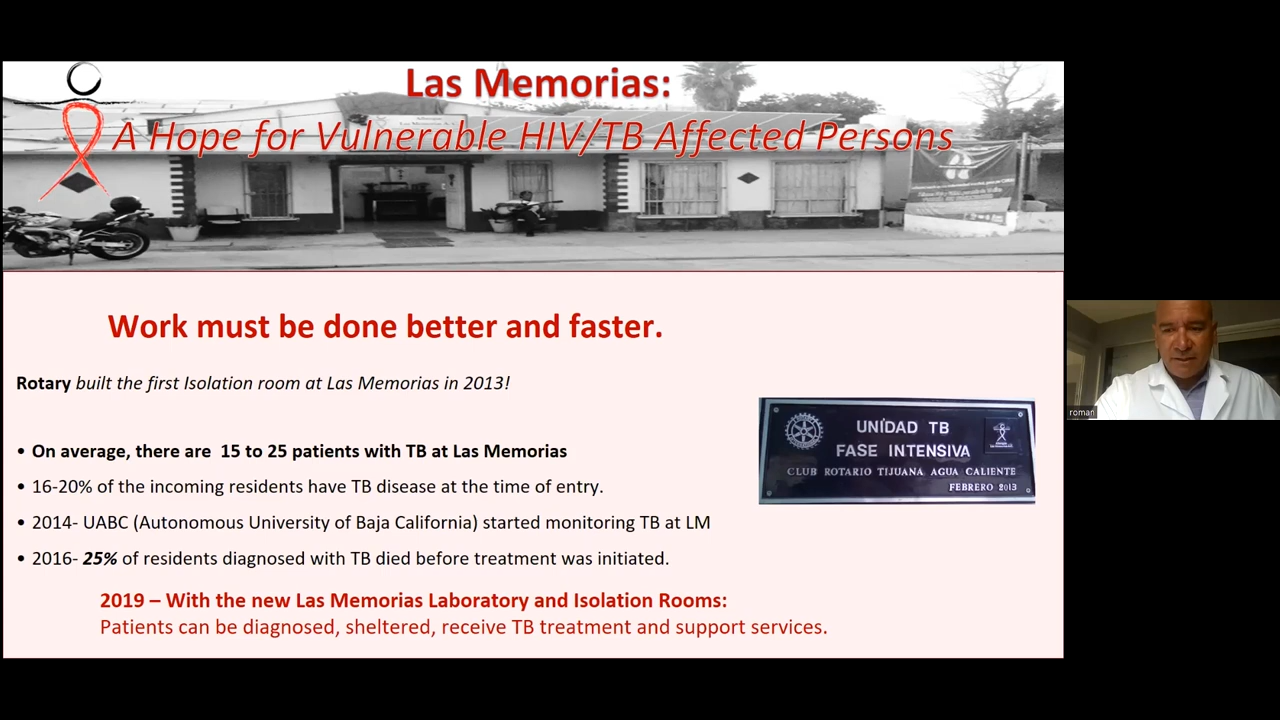 Las Memorias:
A Hope for Vulnerable HIV/TB Affected Persons
Work must be done better and faster.
Rotary built the first Isolation room at Las Memorias in 2013!
• On average, there are 15 to 25 patients with TB at Las Memorias
• 16-20% of the incoming residents have TB disease at the time of entry.
• 2014- UABC (Autonomous University of Baja California) started monitoring TB at LM
• 2016- 25% of residents diagnosed with TB died before treatment was initiated.
2019 – With the new Las Memorias Laboratory and Isolation Rooms:
Patients can be diagnosed, sheltered, receive TB treatment and support services.
UNIDAD TB
FASE INTENSIVA
CLUB ROTARIO TIJUANA AGUA CALIENTE
FEBRERO 2013
roman